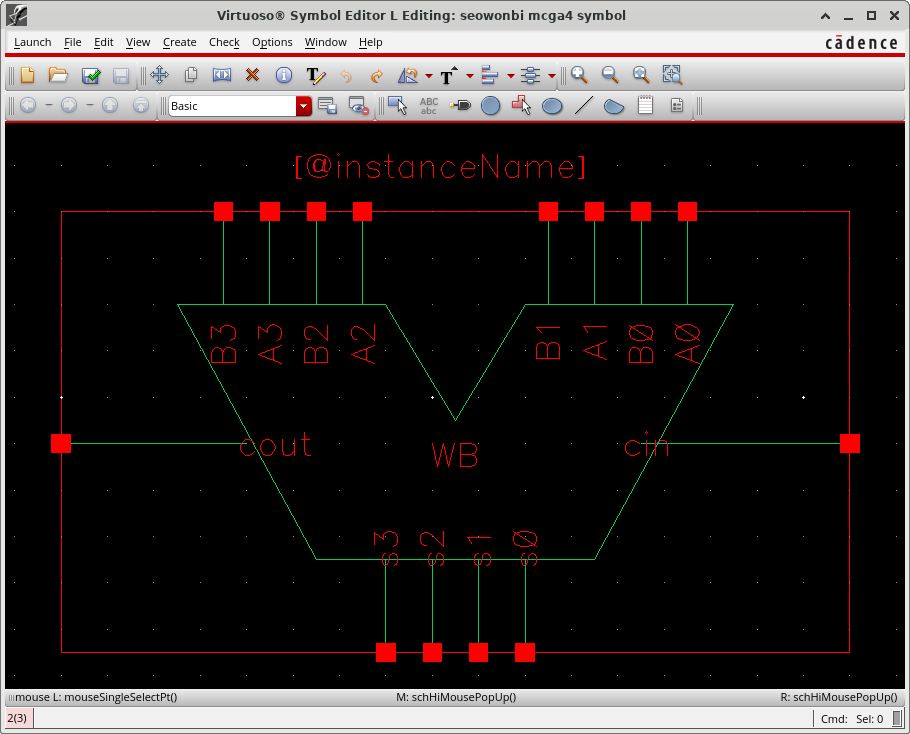 Virtuoso® Symbol Editor L Editing: seowonbi mcga4 symbol
Launch File Edit View Create Check Options Window Help
cādence
Basic
ABC
abc
[@instanceName]
B3 A3 B2 A2 B1 A1 B0 A0
cout WB cin
s3 s2 s1 s0
mouse L: mouseSingleSelectPt() M: schHiMousePopUp() R: schHiMousePopUp()
2(3) Cmd: Sel: 0